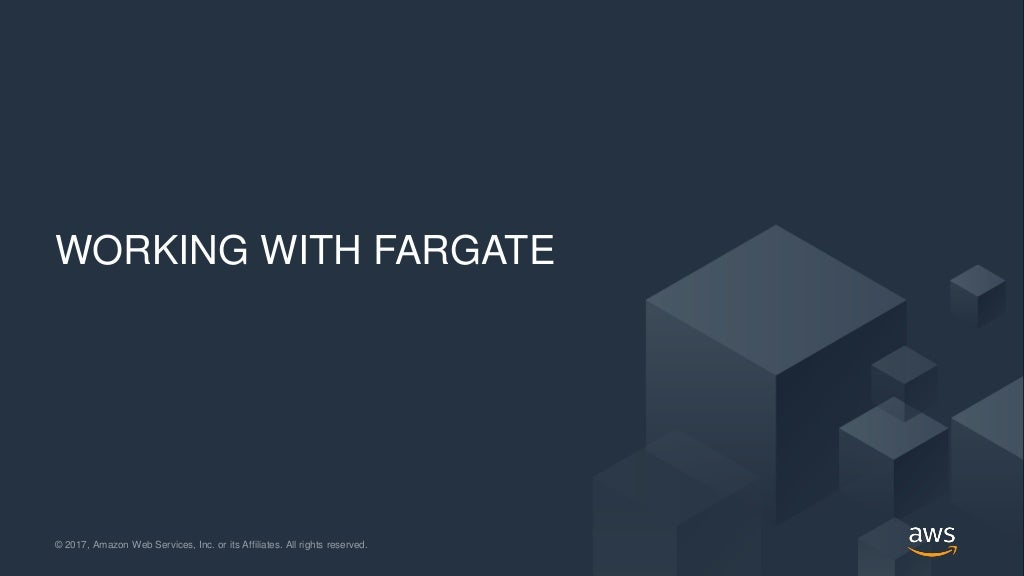 WORKING WITH FARGATE
© 2017, Amazon Web Services, Inc. or its Affiliates. All rights reserved.
aws